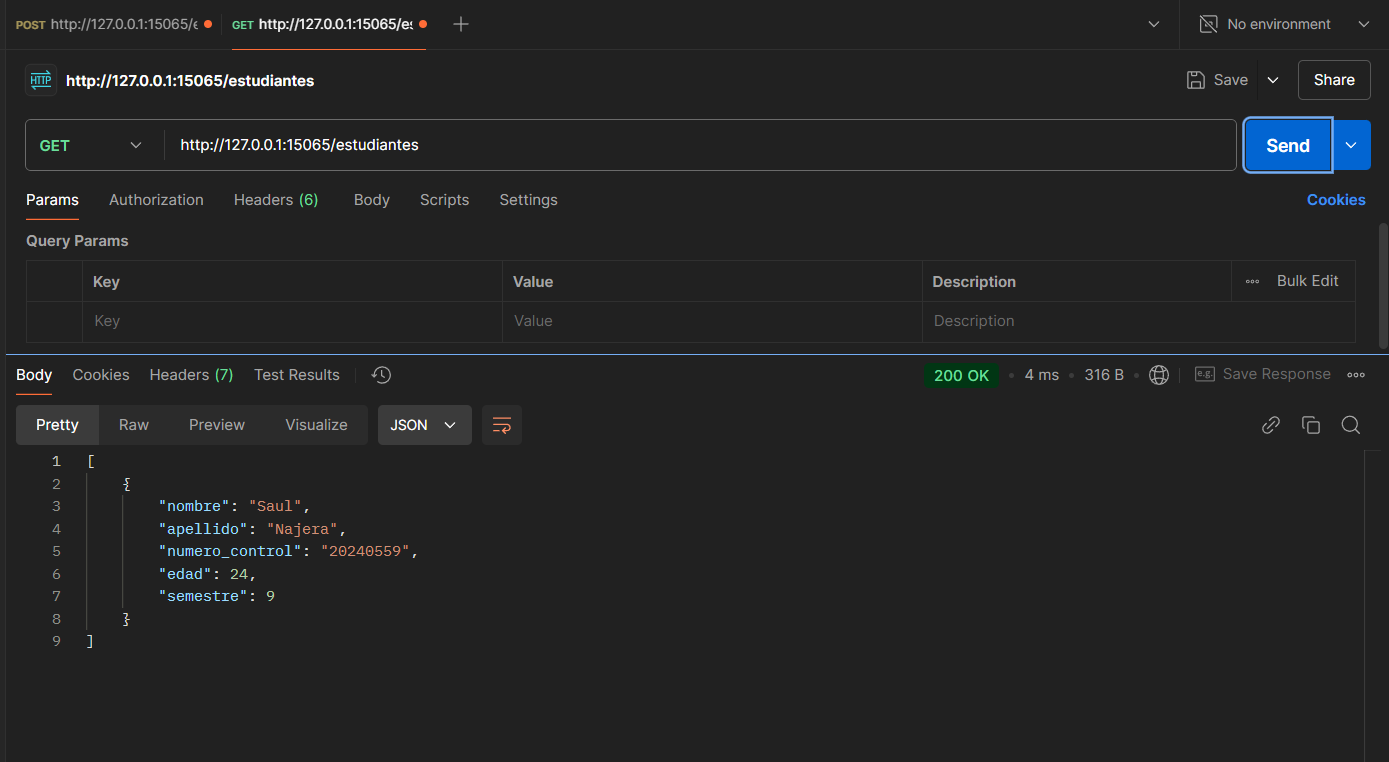 POST http://127.0.0.1:15065/e GET http://127.0.0.1:15065/es No environment
HTTP http://127.0.0.1:15065/estudiantes Save Share
GET http://127.0.0.1:15065/estudiantes Send
Params Authorization Headers (6) Body Scripts Settings Cookies
Query Params
Key Value Description Bulk Edit
Key Value Description
Body Cookies Headers (7) Test Results 200 OK • 4 ms • 316 B • e.g. Save Response
Pretty Raw Preview Visualize JSON
1 [
2 {
3 "nombre": "Saul",
4 "apellido": "Najera",
5 "numero_control": "20240559",
6 "edad": 24,
7 "semestre": 9
8 }
9 ]